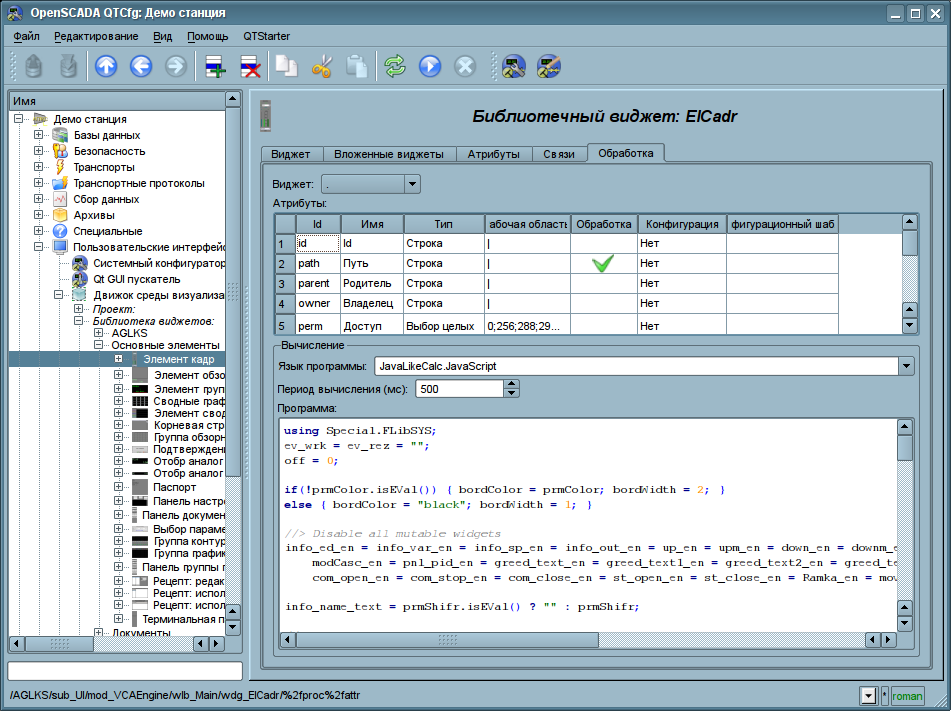 OpenSCADA QTCfg: Демо станция
Файл Редактирование Вид Помощь QTStarter
Имя
Демо станция
Базы данных
Безопасность
Транспорты
Транспортные протоколы
Сбор данных
Архивы
Специальные
Пользовательские интерфей
Системный конфигуратор
Qt GUI пускатель
Движок среды визуализа
Проект:
Библиотека виджетов:
AGLKS
Основные элементы
Элемент кадр
Элемент обзо
Элемент груп
Сводные граф
Элемент свод
Корневая стр
Группа обзорн
Подтвержден
Отобр аналог
Отобр аналог
Паспорт
Панель настро
Панель докумен
Выбор параме
Группа контур
Группа график
Панель группы г
Рецепт: редак
Рецепт: испол
Рецепт: испол
Терминальная п
Документы
Библиотечный виджет: ElCadr
Виджет Вложенные виджеты Атрибуты Связи Обработка
Виджет: .
Атрибуты:
Id Имя Тип абочая област Обработка Конфигурация фигурационный шаб
1 id Id Строка | Нет
2 path Путь Строка | Нет
3 parent Родитель Строка | Нет
4 owner Владелец Строка | Нет
5 perm Доступ Выбор целых 0;256;288;29... Нет
Вычисление
Язык программы: JavaLikeCalc.JavaScript
Период вычисления (мс): 500
Программа:
using Special.FLibSYS;
ev_wrk = ev_rez = "";
off = 0;
if(!prmColor.isEVal()) { bordColor = prmColor; bordWidth = 2; }
else { bordColor = "black"; bordWidth = 1; }
//> Disable all mutable widgets
info_ed_en = info_var_en = info_sp_en = info_out_en = up_en = upm_en = down_en = downm_e
modCasc_en = pnl_pid_en = greed_text_en = greed_text1_en = greed_text2_en = greed_te
com_open_en = com_stop_en = com_close_en = st_open_en = st_close_en = Ramka_en = mov
info_name_text = prmShifr.isEVal() ? "" : prmShifr;
/AGLKS/sub_UI/mod_VCAEngine/wlb_Main/wdg_ElCadr/%2fproc%2fattr
* roman